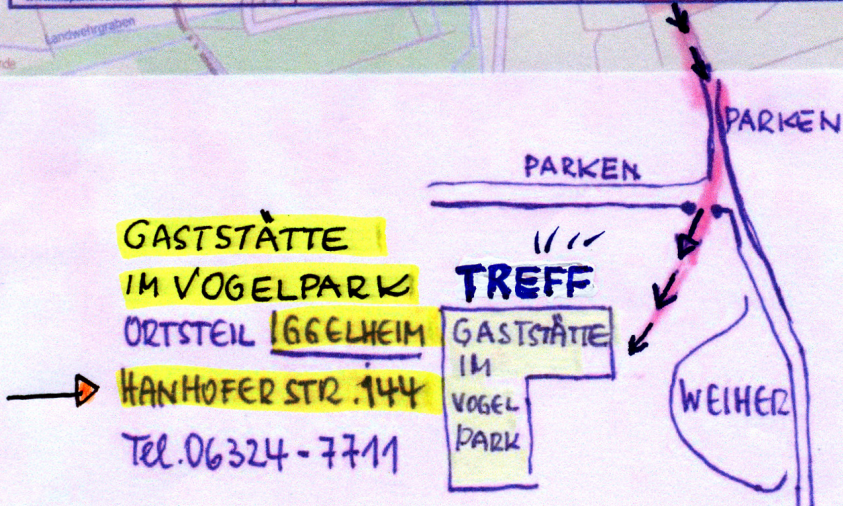 Landwehrgraben
PARKEN
PARKEN
GASTSTÄTTE
IM VOGELPARK
ORTSTEIL IGGELHEIM
HANHOFER STR. 144
Tel. 06324-7711
TREFF
GASTSTÄTTE
IM
VOGEL
PARK
WEIHER